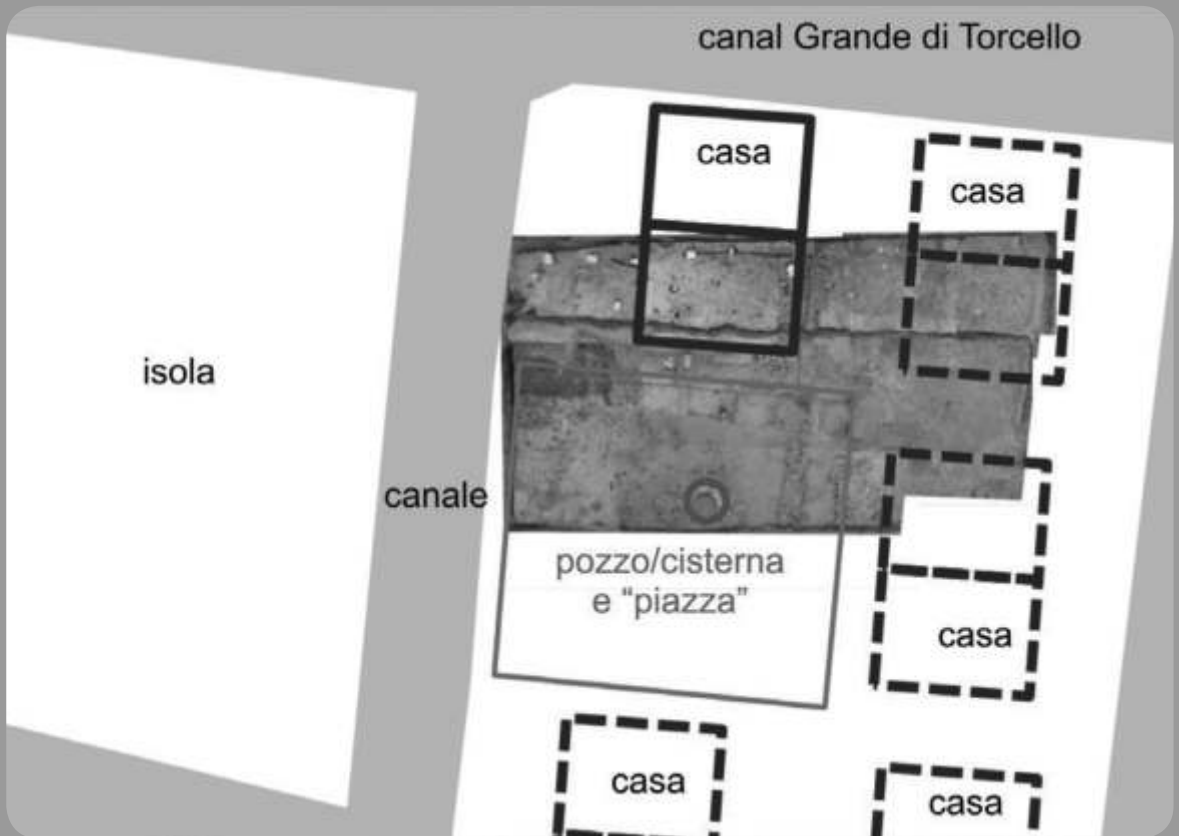 canal Grande di Torcello
casa
casa
isola
canale
pozzo/cisterna
e “piazza”
casa
casa
casa